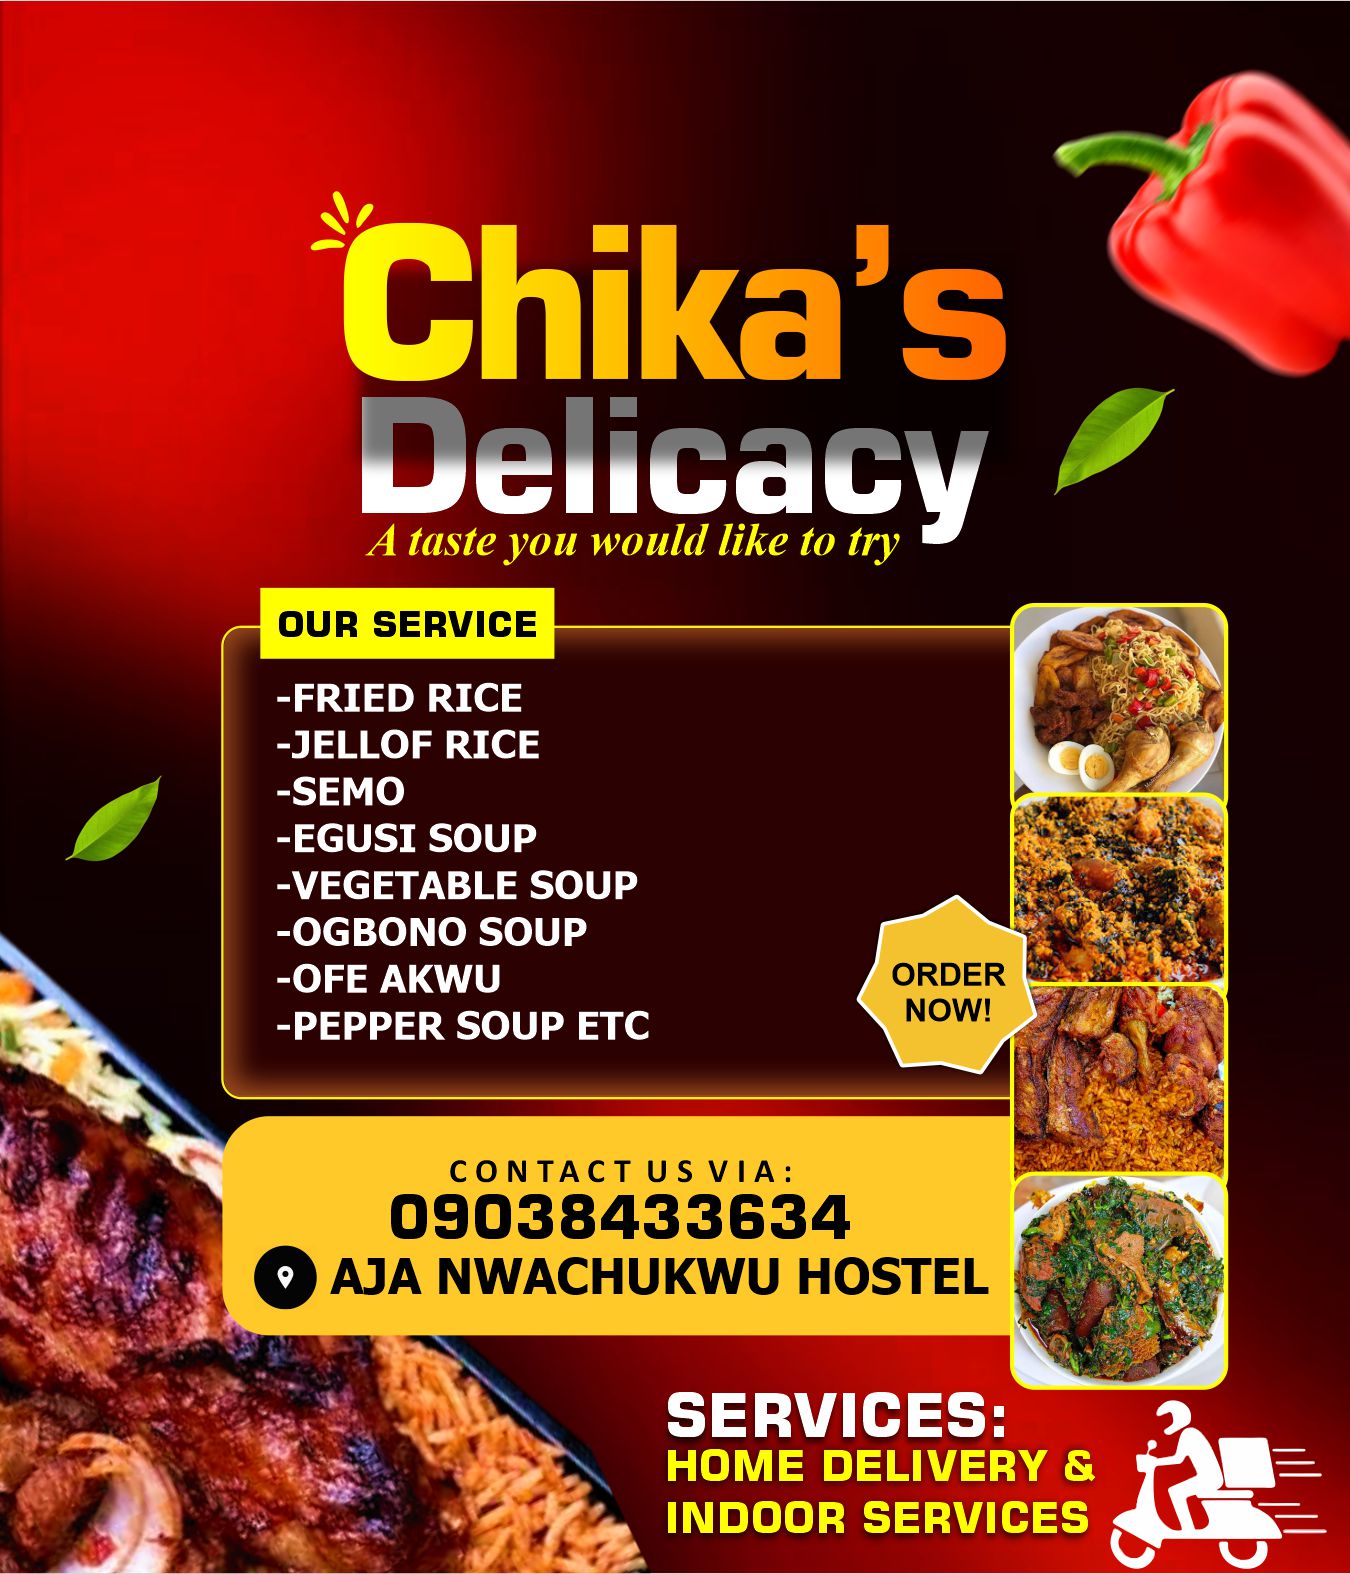 Chika's
Delicacy
A taste you would like to try
OUR SERVICE
-FRIED RICE
-JELLOF RICE
-SEMO
-EGUSI SOUP
-VEGETABLE SOUP
-OGBONO SOUP
-OFE AKWU
-PEPPER SOUP ETC
ORDER
NOW!
CONTACT US VIA:
09038433634
AJA NWACHUKWU HOSTEL
SERVICES:
HOME DELIVERY &
INDOOR SERVICES